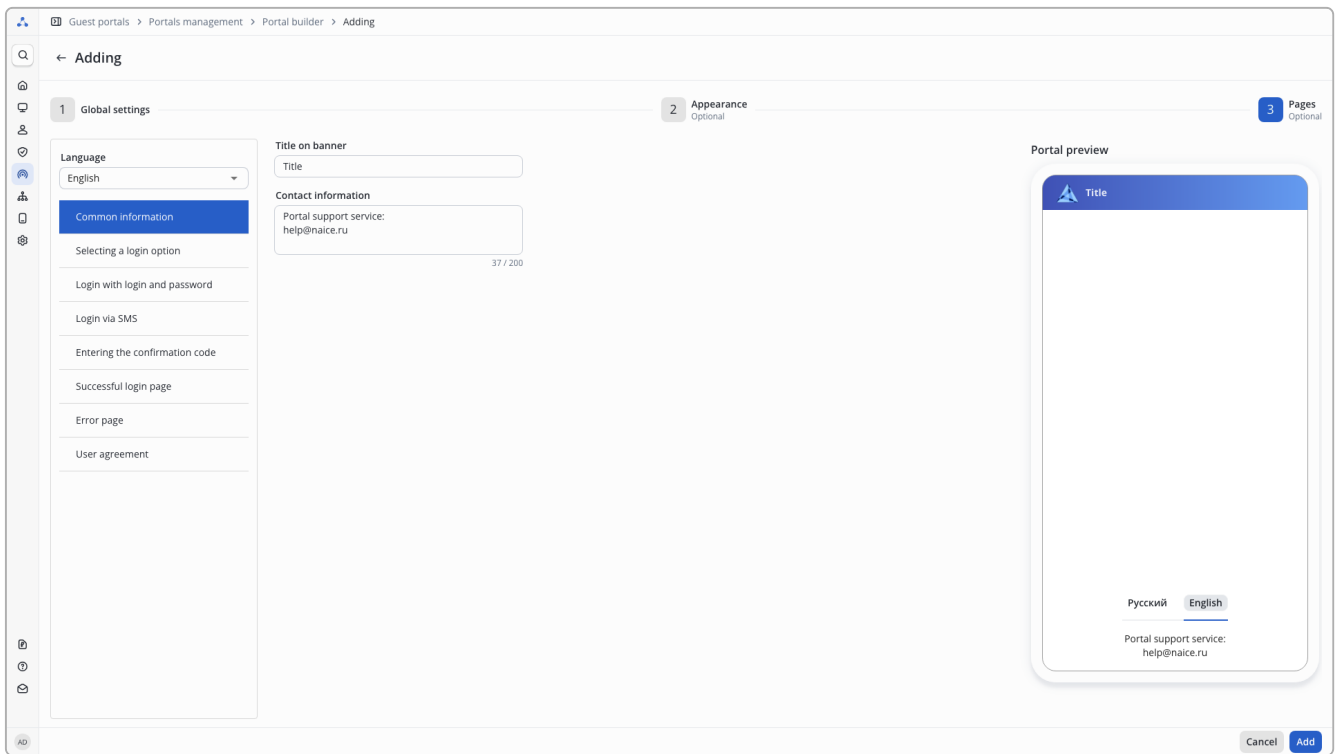 Guest portals > Portals management > Portal builder > Adding
← Adding
1 Global settings
2 Appearance
Optional
3 Pages
Optional
Language
English
Common information
Selecting a login option
Login with login and password
Login via SMS
Entering the confirmation code
Successful login page
Error page
User agreement
Title on banner
Title
Contact information
Portal support service:
help@naice.ru
37 / 200
Portal preview
Title
Русский English
Portal support service:
help@naice.ru
AD
Cancel Add